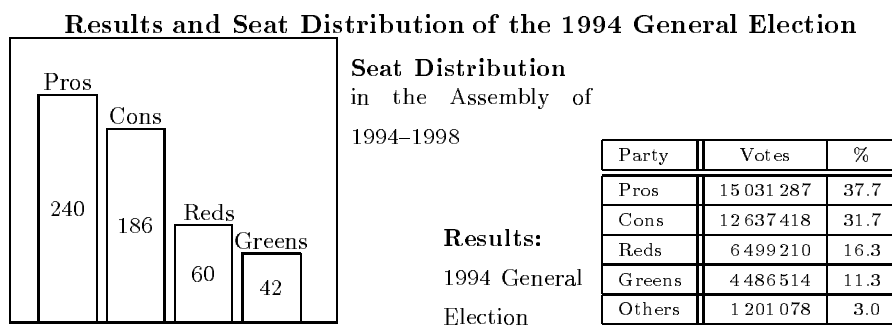 Results and Seat Distribution of the 1994 General Election
Pros
240
Cons
186
Reds
60
Greens
42
Seat Distribution
in the Assembly of
1994–1998
Results:
1994 General
Election
Party Votes %
Pros 15 031 287 37.7
Cons 12 637 418 31.7
Reds 6 499 210 16.3
Greens 4 486 514 11.3
Others 1 201 078 3.0